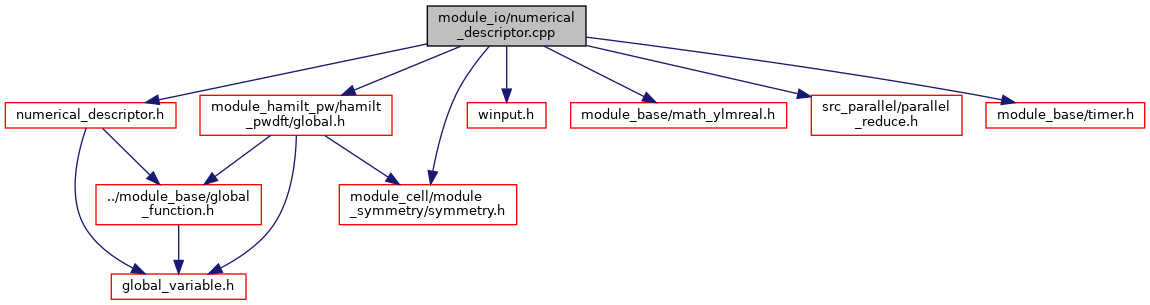 module_io/numerical
_descriptor.cpp
numerical_descriptor.h
module_hamilt_pw/hamilt
_pwdft/global.h
winput.h
module_base/math_ylmreal.h
src_parallel/parallel
_reduce.h
module_base/timer.h
../module_base/global
_function.h
module_cell/module
_symmetry/symmetry.h
global_variable.h